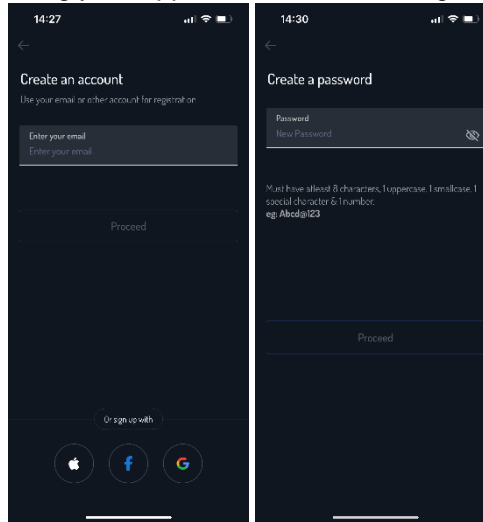 14:27
Create an account
Use your email or other account for registration
Enter your email
Enter your email
Proceed
Or sign up with
14:30
Create a password
Password
New Password
Must have atleast 8 characters, 1 uppercase. 1 smallcase. 1
special character & 1 number.
eg: Abcd@123
Proceed